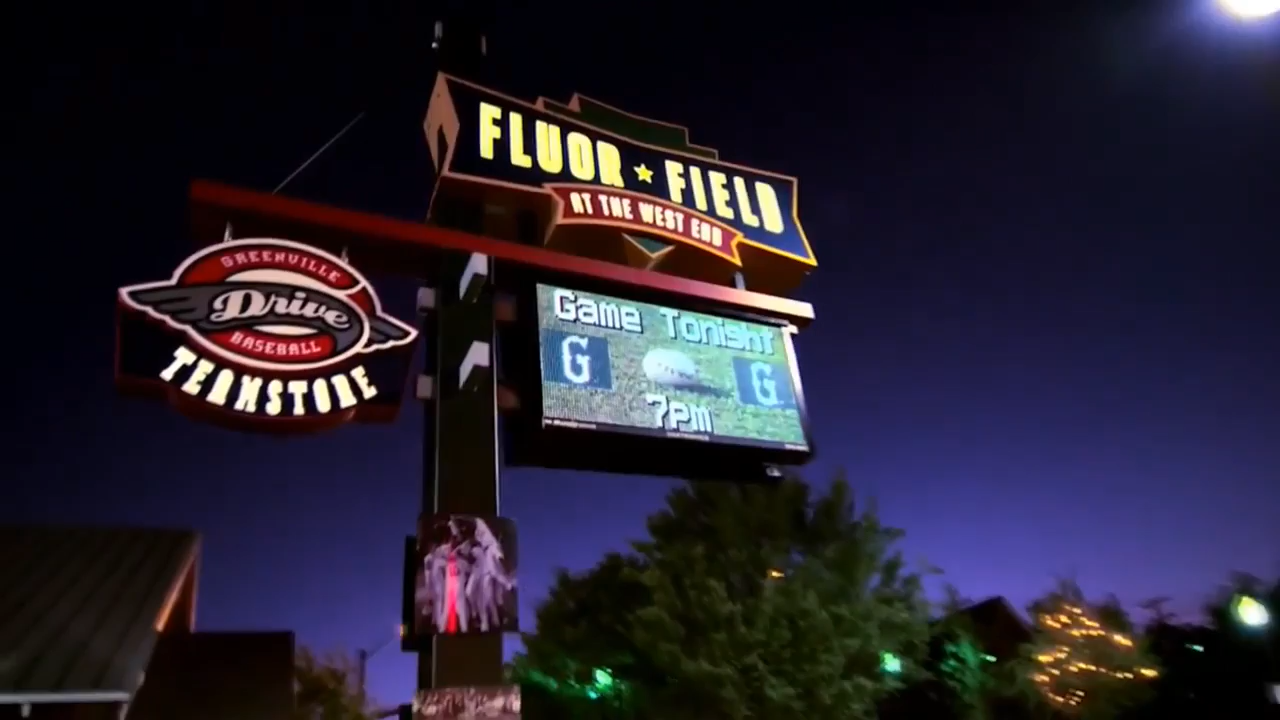 FLUOR ★ FIELD
AT THE WEST END
GREENVILLE
Drive
BASEBALL
TEAMSTORE
Game Tonight
G
G
7pm